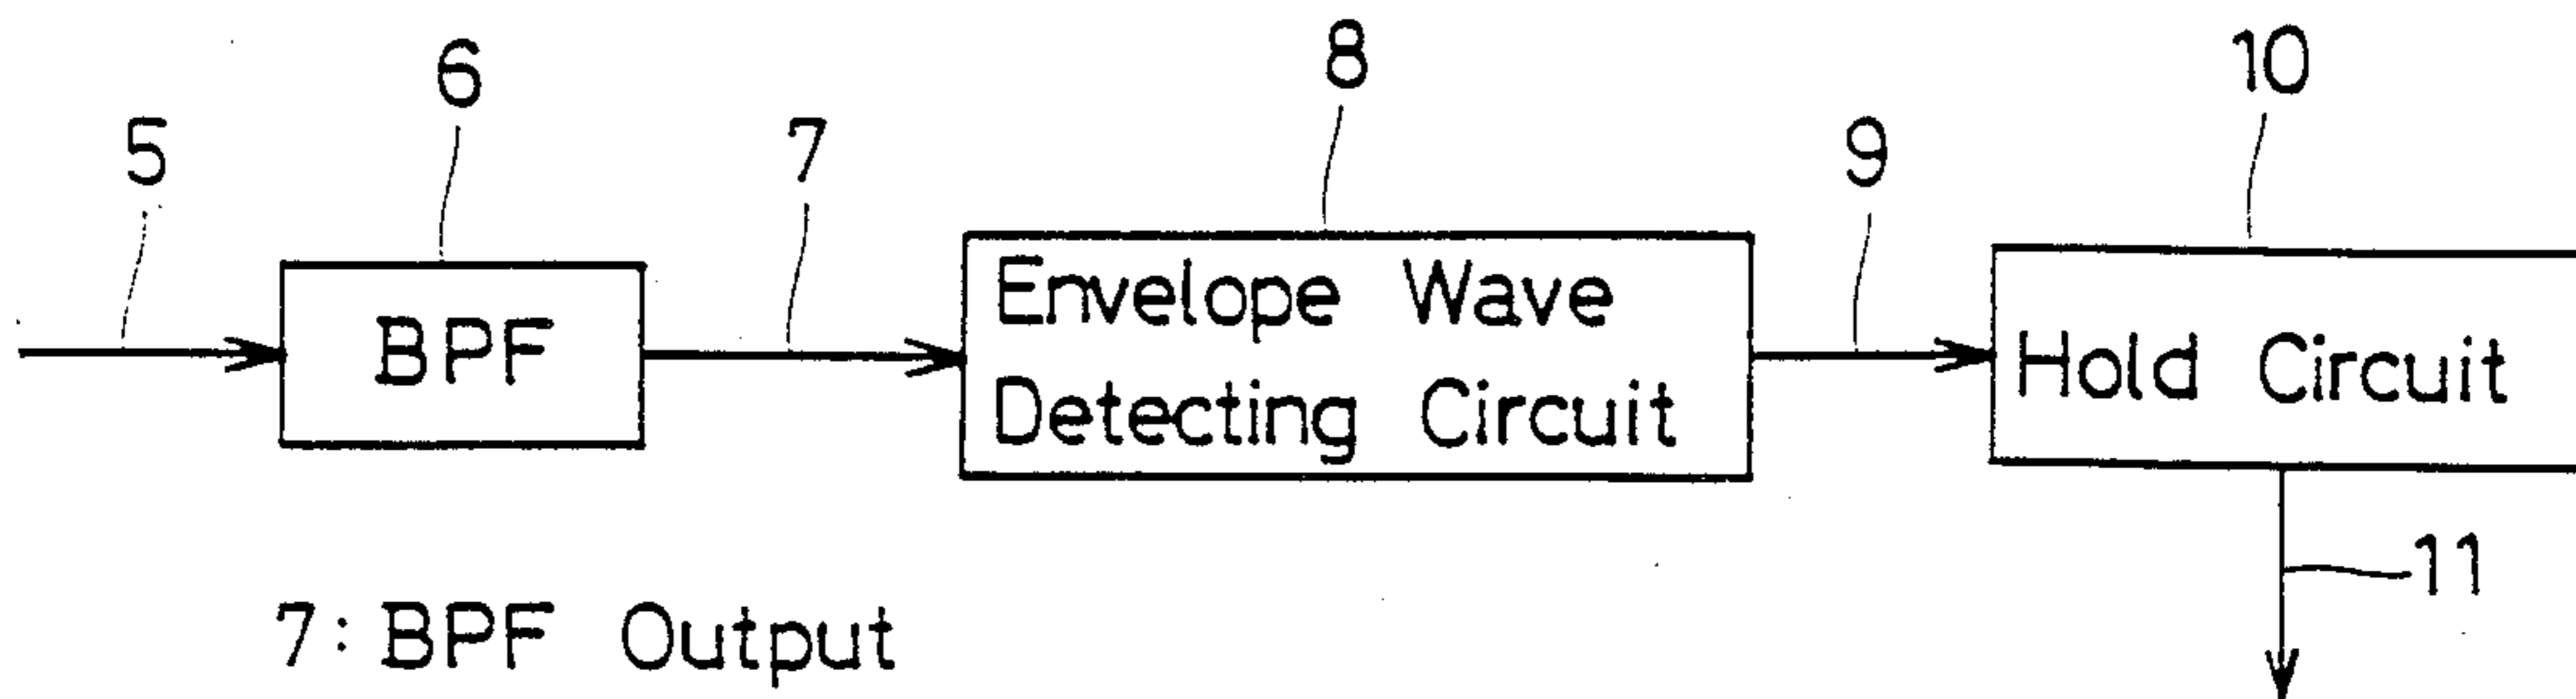 5
6
7
8
9
10
BPF
Envelope Wave
Detecting Circuit
Hold Circuit
11
7: BPF Output